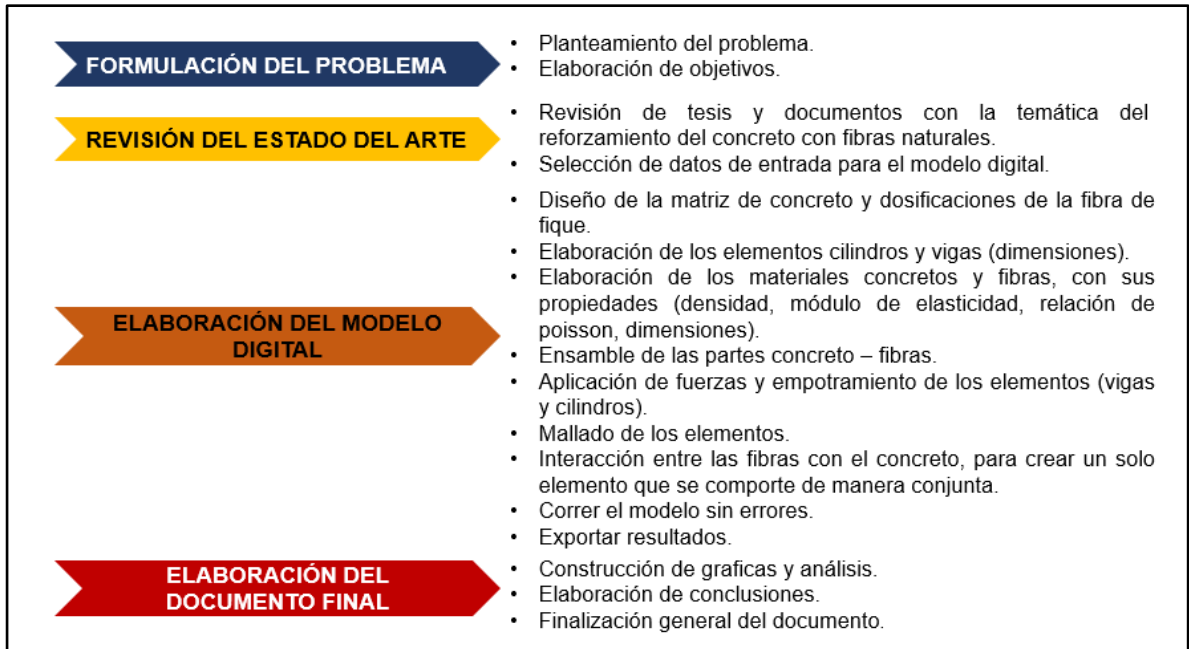 FORMULACIÓN DEL PROBLEMA
• Planteamiento del problema.
• Elaboración de objetivos.
REVISIÓN DEL ESTADO DEL ARTE
• Revisión de tesis y documentos con la temática del
reforzamiento del concreto con fibras naturales.
• Selección de datos de entrada para el modelo digital.
ELABORACIÓN DEL MODELO
DIGITAL
• Diseño de la matriz de concreto y dosificaciones de la fibra de
fique.
• Elaboración de los elementos cilindros y vigas (dimensiones).
• Elaboración de los materiales concretos y fibras, con sus
propiedades (densidad, módulo de elasticidad, relación de
poisson, dimensiones).
• Ensamble de las partes concreto – fibras.
• Aplicación de fuerzas y empotramiento de los elementos (vigas
y cilindros).
• Mallado de los elementos.
• Interacción entre las fibras con el concreto, para crear un solo
elemento que se comporte de manera conjunta.
• Correr el modelo sin errores.
• Exportar resultados.
ELABORACIÓN DEL
DOCUMENTO FINAL
• Construcción de graficas y análisis.
• Elaboración de conclusiones.
• Finalización general del documento.